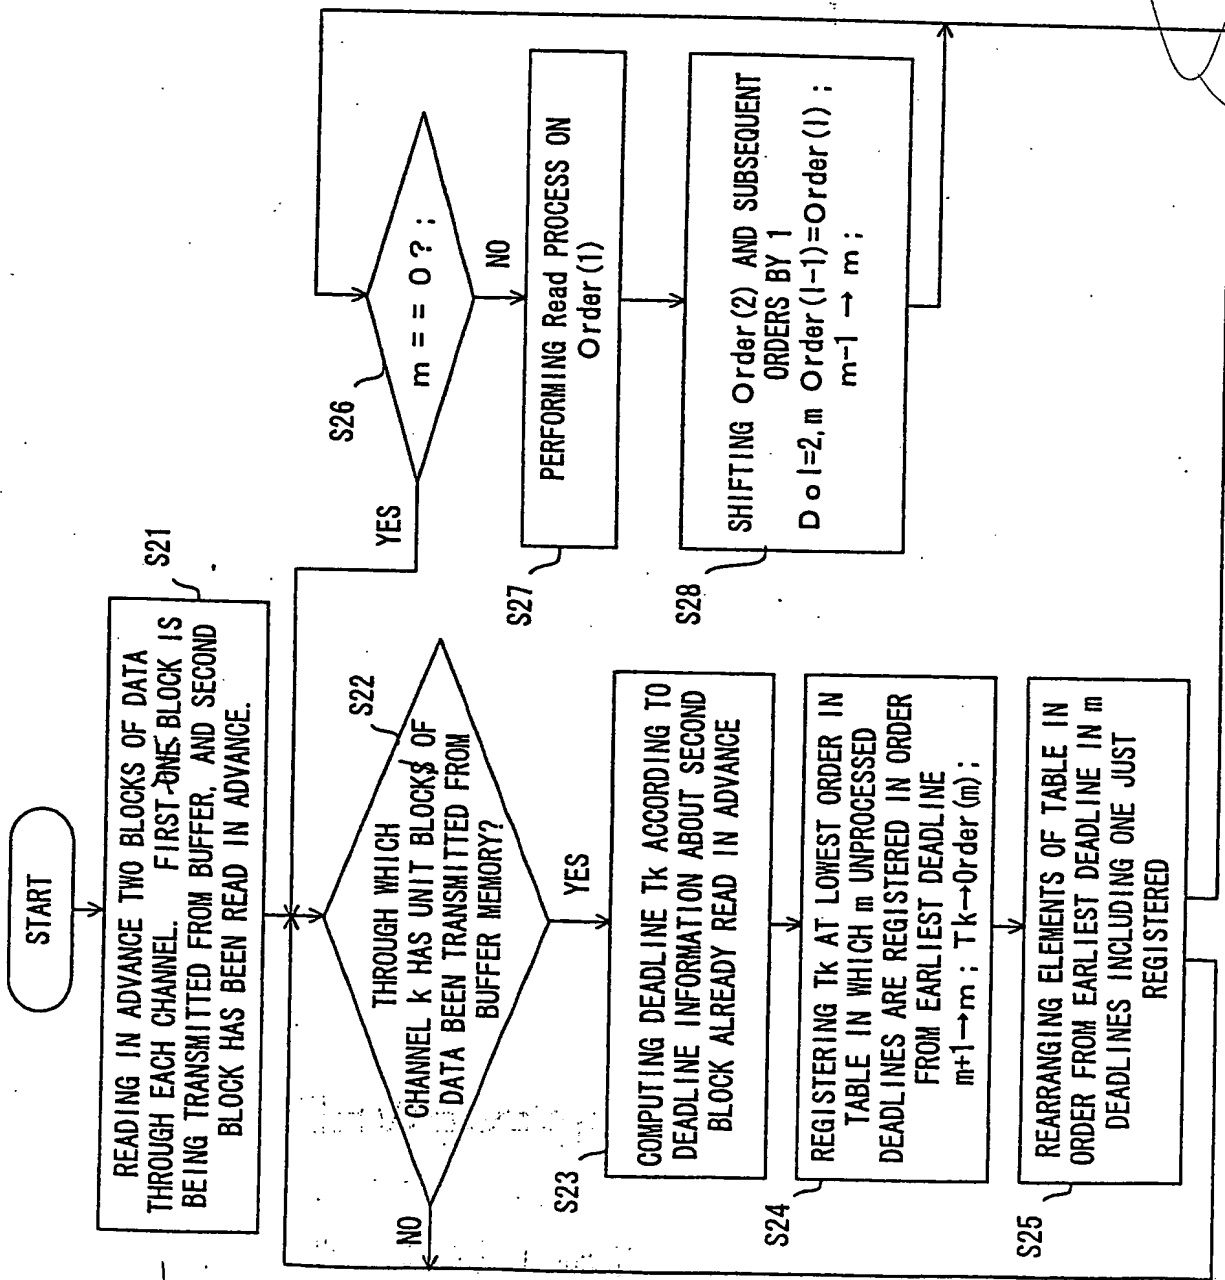 START
S21
READING IN ADVANCE TWO BLOCKS OF DATA
THROUGH EACH CHANNEL. FIRST ONE BLOCK IS
BEING TRANSMITTED FROM BUFFER, AND SECOND
BLOCK HAS BEEN READ IN ADVANCE.
S22
THROUGH WHICH
CHANNEL k HAS UNIT BLOCKS OF
DATA BEEN TRANSMITTED FROM
BUFFER MEMORY?
NO
YES
S23
COMPUTING DEADLINE Tk ACCORDING TO
DEADLINE INFORMATION ABOUT SECOND
BLOCK ALREADY READ IN ADVANCE
S24
REGISTERING Tk AT LOWEST ORDER IN
TABLE IN WHICH m UNPROCESSED
DEADLINES ARE REGISTERED IN ORDER
FROM EARLIEST DEADLINE
m+1→m; Tk→Order(m);
S25
REARRANGING ELEMENTS OF TABLE IN
ORDER FROM EARLIEST DEADLINE IN m
DEADLINES INCLUDING ONE JUST
REGISTERED
S26
m == 0?;
YES
NO
S27
PERFORMING Read PROCESS ON
Order(1)
S28
SHIFTING Order(2) AND SUBSEQUENT
ORDERS BY 1
Do l=2,m Order(l-1)=Order(l);
m-1 → m;